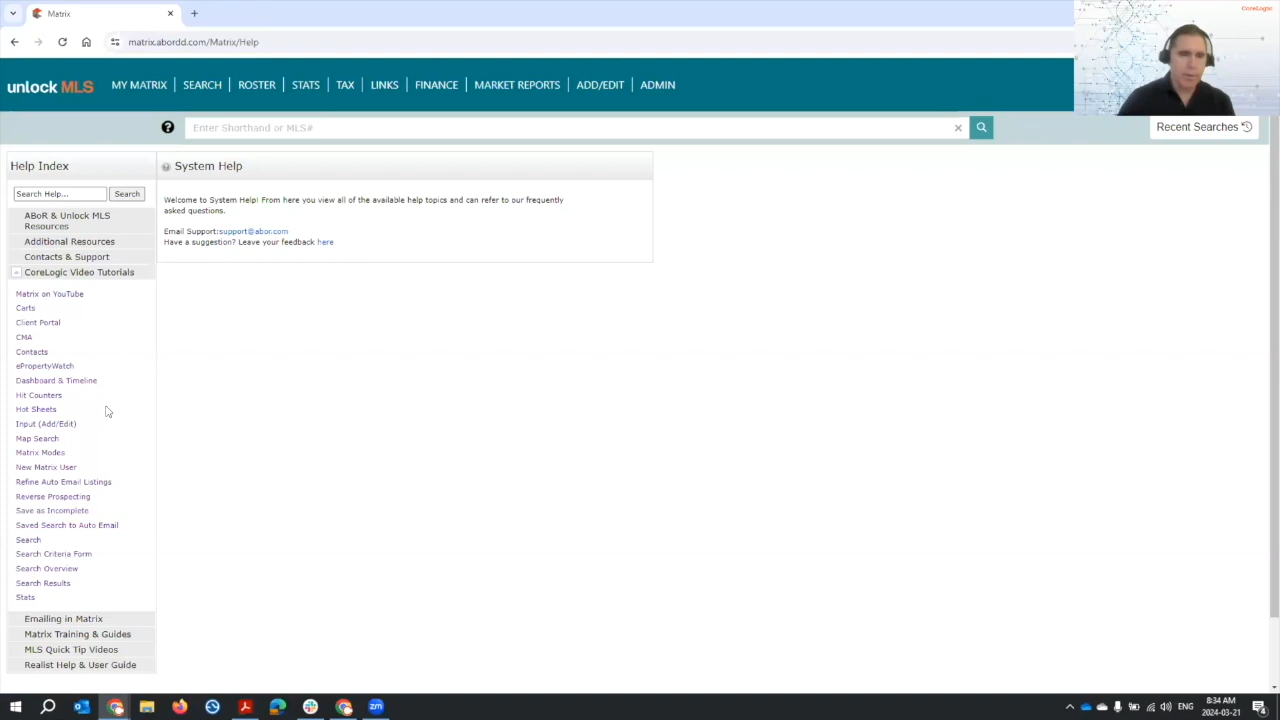 Matrix
CoreLogic
matrix.abordd.com/Matrix/Help
unlock MLS
MY MATRIX
SEARCH
ROSTER
STATS
TAX
LINKS
FINANCE
MARKET REPORTS
ADD/EDIT
ADMIN
Enter Shorthand or MLS#
Recent Searches
Help Index
Search Help...
Search
ABoR & Unlock MLS
Resources
Additional Resources
Contacts & Support
CoreLogic Video Tutorials
Matrix on YouTube
Carts
Client Portal
CMA
Contacts
ePropertyWatch
Dashboard & Timeline
Hit Counters
Hot Sheets
Input (Add/Edit)
Map Search
Matrix Modes
New Matrix User
Refine Auto Email Listings
Reverse Prospecting
Save as Incomplete
Saved Search to Auto Email
Search
Search Criteria Form
Search Overview
Search Results
Stats
Emailing in Matrix
Matrix Training & Guides
MLS Quick Tip Videos
Realist Help & User Guide
System Help
Welcome to System Help! From here you view all of the available help topics and can refer to our frequently
asked questions.
Email Support:support@abor.com
Have a suggestion? Leave your feedback here
ENG
8:34 AM
2024-03-21
4